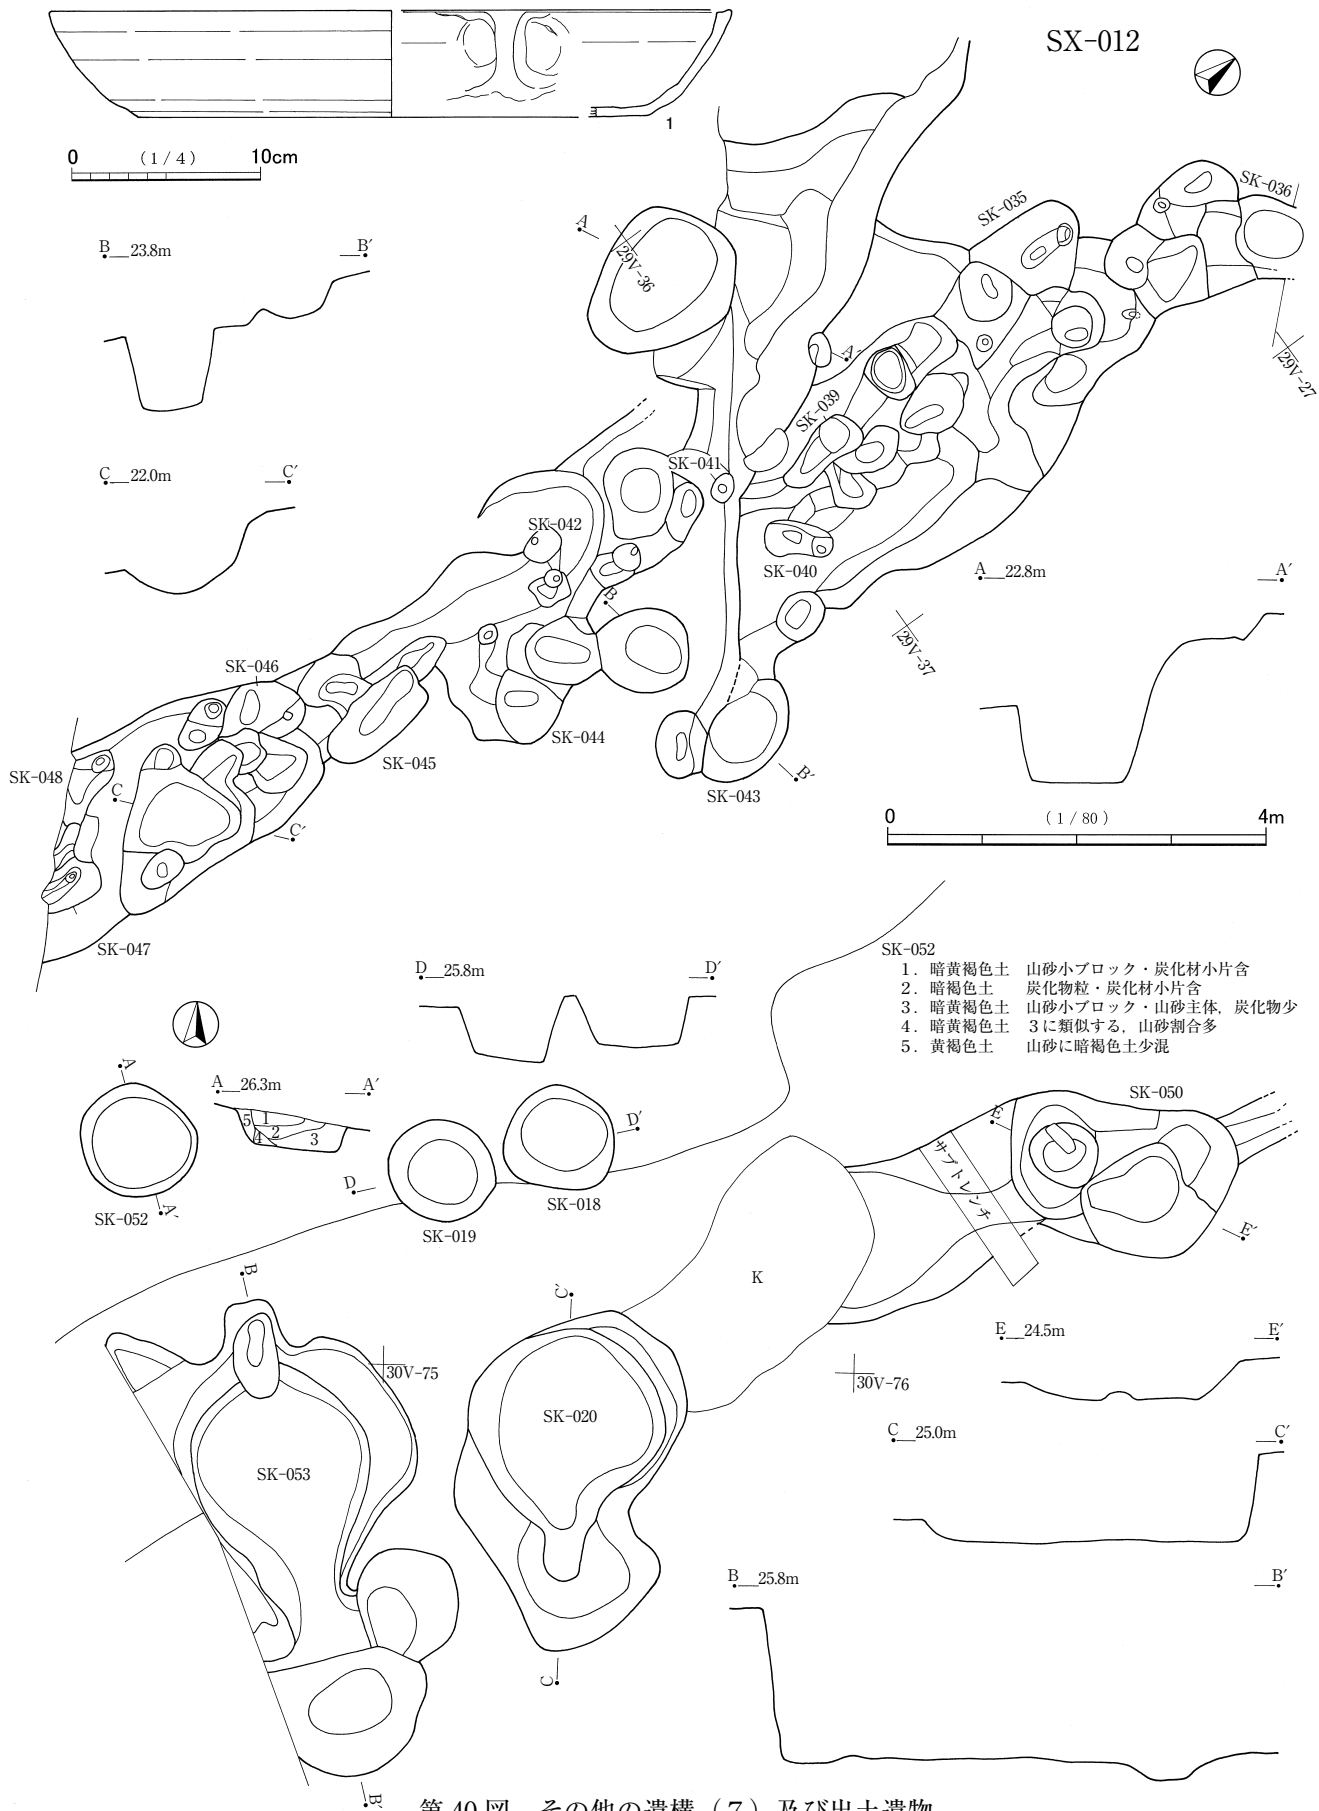 SX-012
1
0 (1/4) 10cm
B 23.8m B′
C 22.0m C′
A
29V-36
A′
SK-035
SK-036
29V-27
SK-039
SK-041
SK-042
SK-040
B
A 22.8m A′
29V-37
SK-046
SK-044
SK-045
SK-048
C
C′
B′
SK-043
SK-047
0 (1/80) 4m
SK-052
1．暗黄褐色土 山砂小ブロック・炭化材小片含
2．暗褐色土 炭化物粒・炭化材小片含
3．暗黄褐色土 山砂小ブロック・山砂主体，炭化物少
4．暗黄褐色土 3に類似する，山砂割合多
5．黄褐色土 山砂に暗褐色土少混
D 25.8m D′
A
A 26.3m A′
5 1
4 2 3
A′
SK-052
D
D′
SK-018
SK-019
SK-050
E
サブトレンチ
E′
K
B
C′
E 24.5m E′
30V-75
30V-76
SK-020
SK-053
C 25.0m C′
B 25.8m B′
C
B′
第40図 その他の遺構（7）及び出土遺物